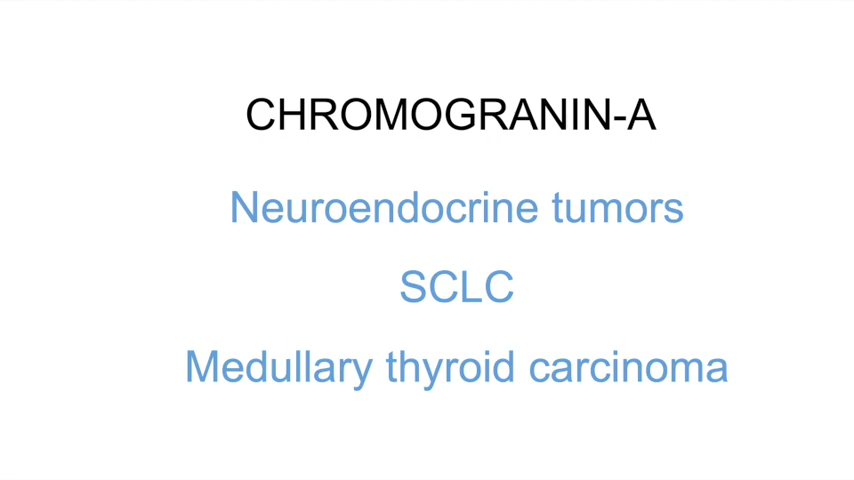 CHROMOGRANIN-A
Neuroendocrine tumors
SCLC
Medullary thyroid carcinoma